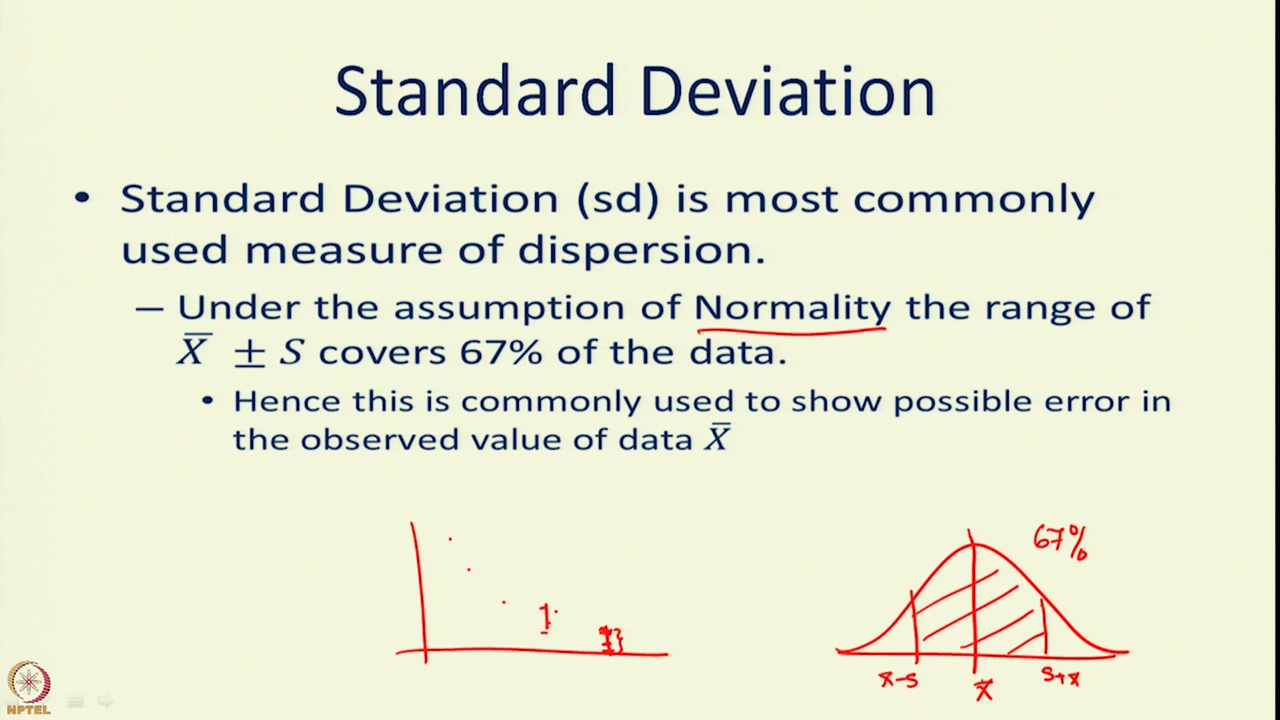 Standard Deviation
• Standard Deviation (sd) is most commonly
used measure of dispersion.
– Under the assumption of Normality the range of
X̅ ± S covers 67% of the data.
• Hence this is commonly used to show possible error in
the observed value of data X̅
67%
x̄-s
x̄
s+x
NPTEL